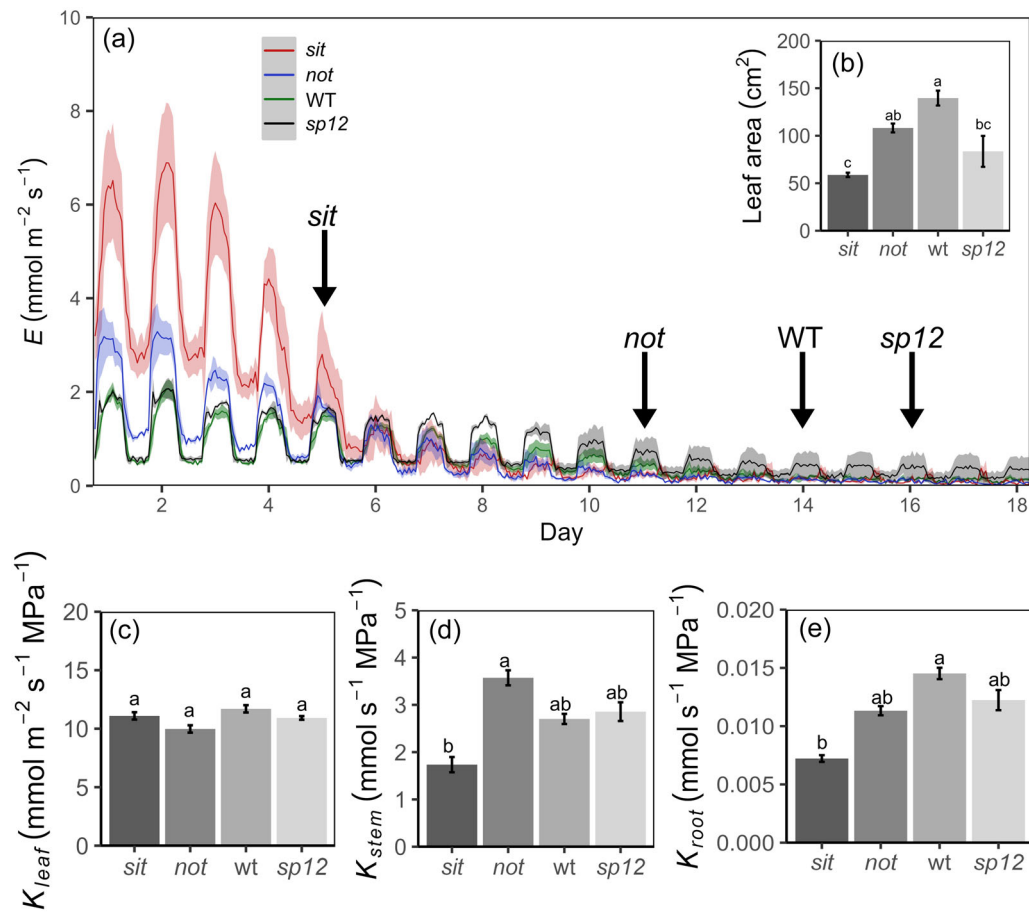 (a)
sit
not
WT
sp12
E (mmol m⁻² s⁻¹)
10
8
6
4
2
0
sit
not
WT
sp12
2 4 6 8 10 12 14 16 18
Day
(b)
Leaf area (cm²)
200
150
100
50
0
c ab a bc
sit not wt sp12
(c)
K_leaf (mmol m⁻² s⁻¹ MPa⁻¹)
20
15
10
5
0
a a a a
sit not wt sp12
(d)
K_stem (mmol s⁻¹ MPa⁻¹)
5
4
3
2
1
0
b a ab ab
sit not wt sp12
(e)
K_root (mmol s⁻¹ MPa⁻¹)
0.020
0.015
0.010
0.005
0.000
b ab a ab
sit not wt sp12